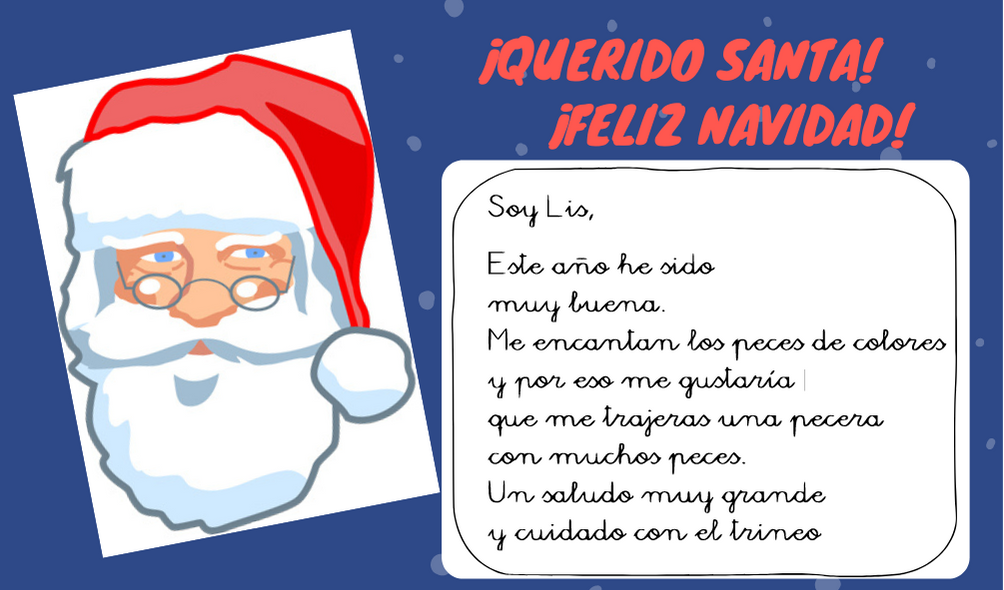 ¡QUERIDO SANTA!
¡FELIZ NAVIDAD!
Soy Lis,
Este año he sido
muy buena.
Me encantan los peces de colores
y por eso me gustaría
que me trajeras una pecera
con muchos peces.
Un saludo muy grande
y cuidado con el trineo